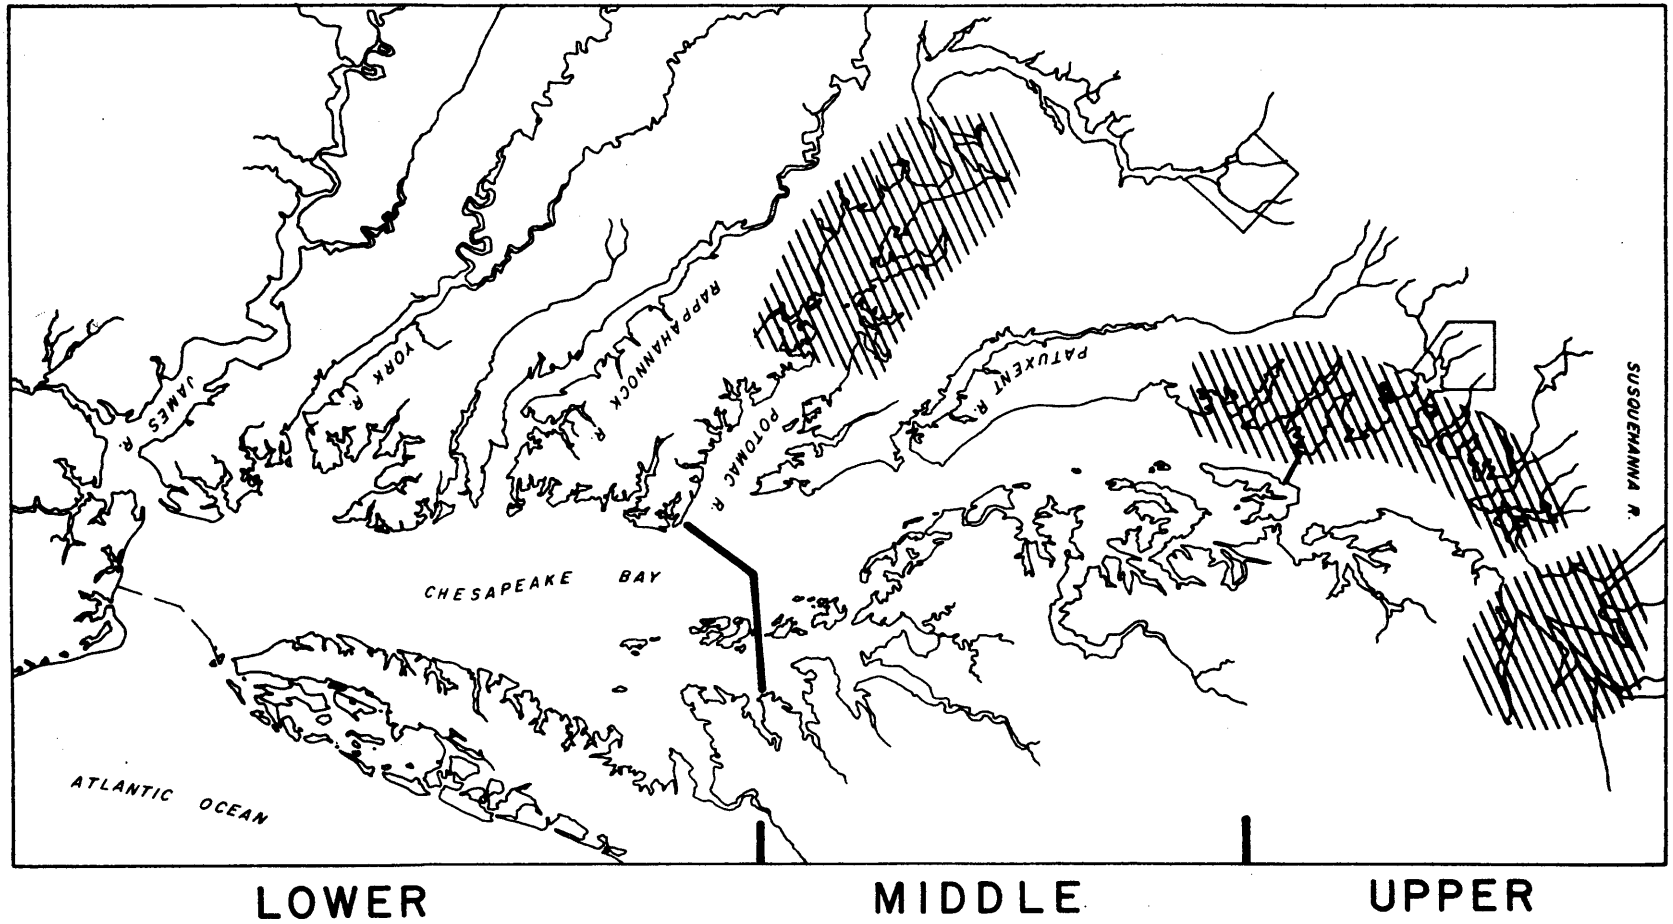 JAMES R.
YORK R.
RAPPAHANNOCK R.
POTOMAC R.
PATUXENT R.
SUSQUEHANNA R.
CHESAPEAKE BAY
ATLANTIC OCEAN
LOWER
MIDDLE
UPPER